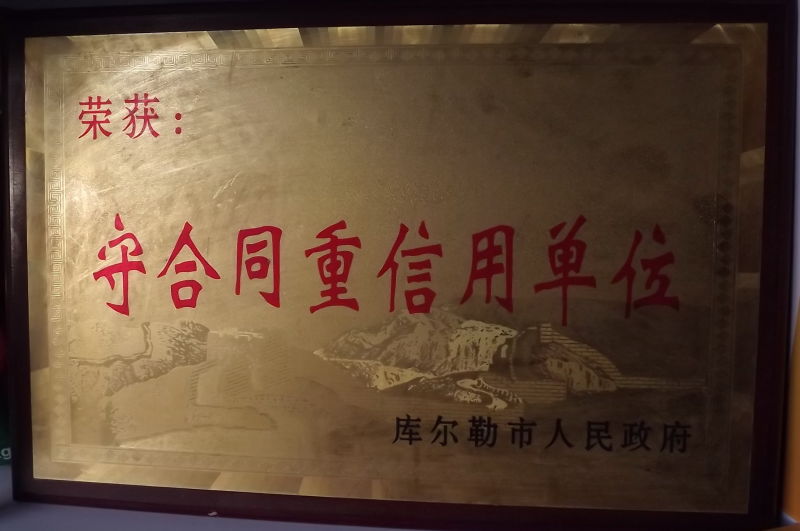 荣获：
守合同重信用单位
库尔勒市人民政府